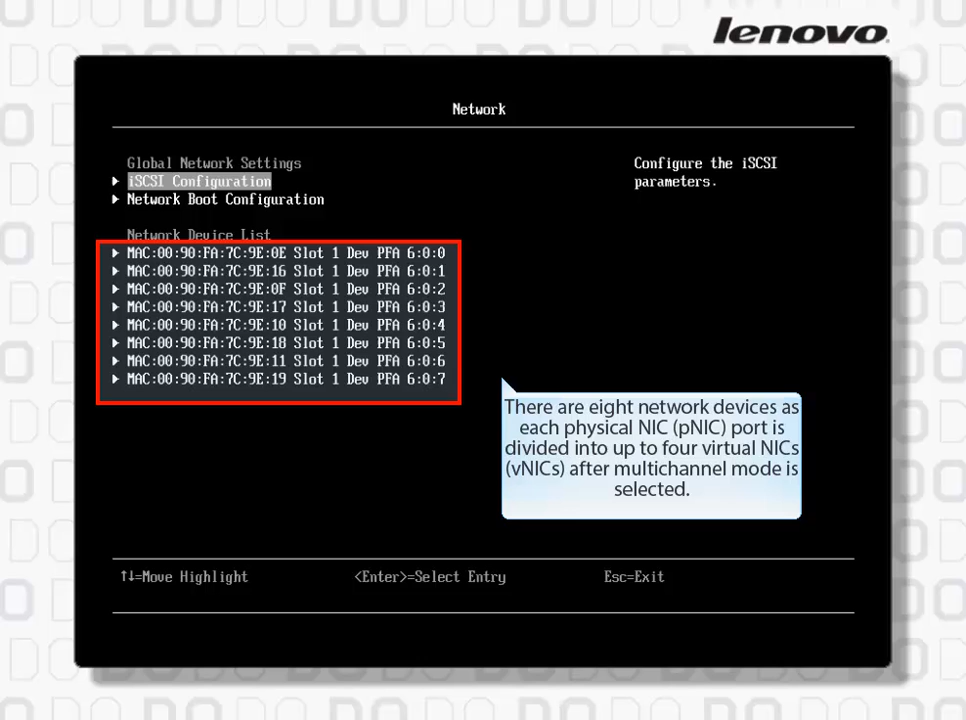 lenovo
Network
Global Network Settings
iSCSI Configuration
Configure the iSCSI
parameters.
Network Boot Configuration
Network Device List
MAC:00:90:FA:7C:9E:0E Slot 1 Dev PFA 6:0:0
MAC:00:90:FA:7C:9E:16 Slot 1 Dev PFA 6:0:1
MAC:00:90:FA:7C:9E:0F Slot 1 Dev PFA 6:0:2
MAC:00:90:FA:7C:9E:17 Slot 1 Dev PFA 6:0:3
MAC:00:90:FA:7C:9E:10 Slot 1 Dev PFA 6:0:4
MAC:00:90:FA:7C:9E:18 Slot 1 Dev PFA 6:0:5
MAC:00:90:FA:7C:9E:11 Slot 1 Dev PFA 6:0:6
MAC:00:90:FA:7C:9E:19 Slot 1 Dev PFA 6:0:7
There are eight network devices as
each physical NIC (pNIC) port is
divided into up to four virtual NICs
(vNICs) after multichannel mode is
selected.
↑↓=Move Highlight <Enter>=Select Entry Esc=Exit